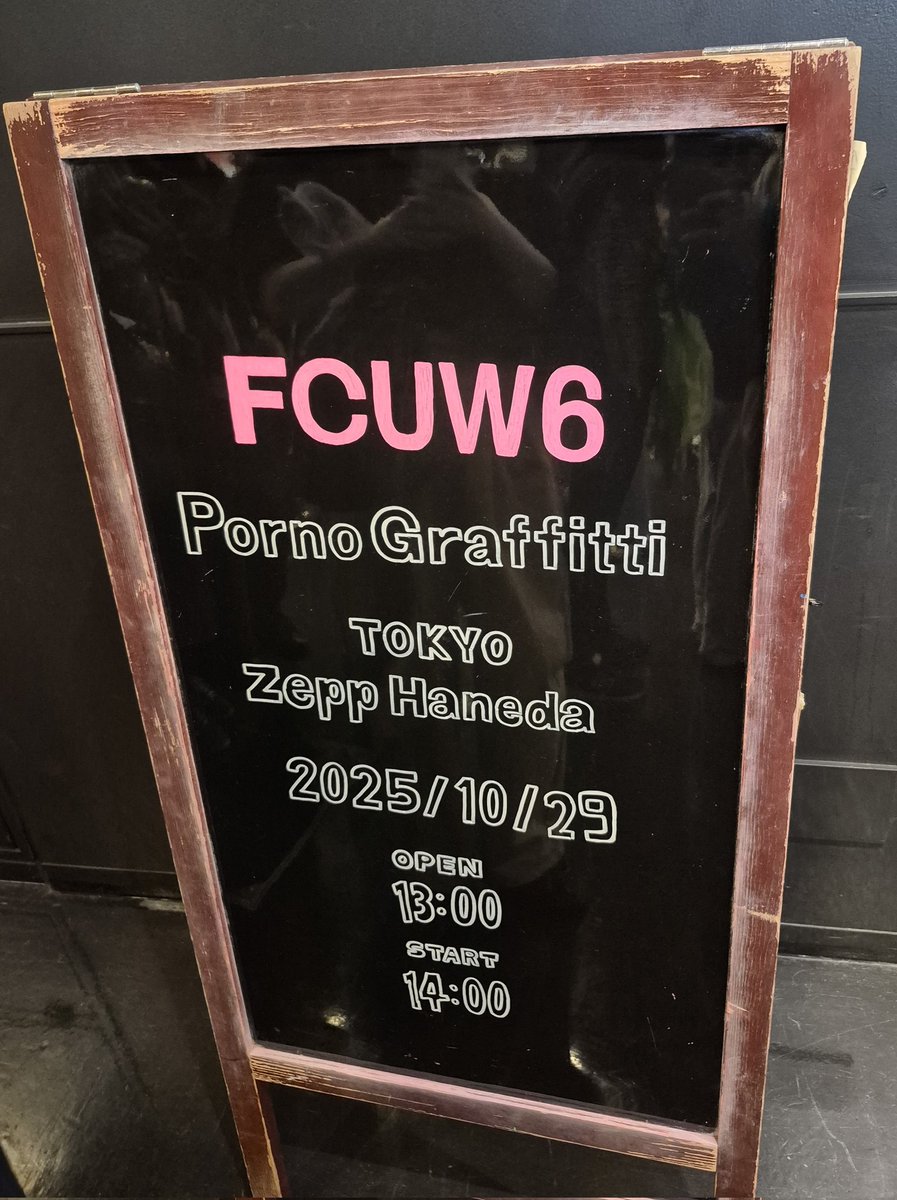 FCUW6
Porno Graffitti
TOKYO
Zepp Haneda
2025/10/29
OPEN
13:00
START
14:00